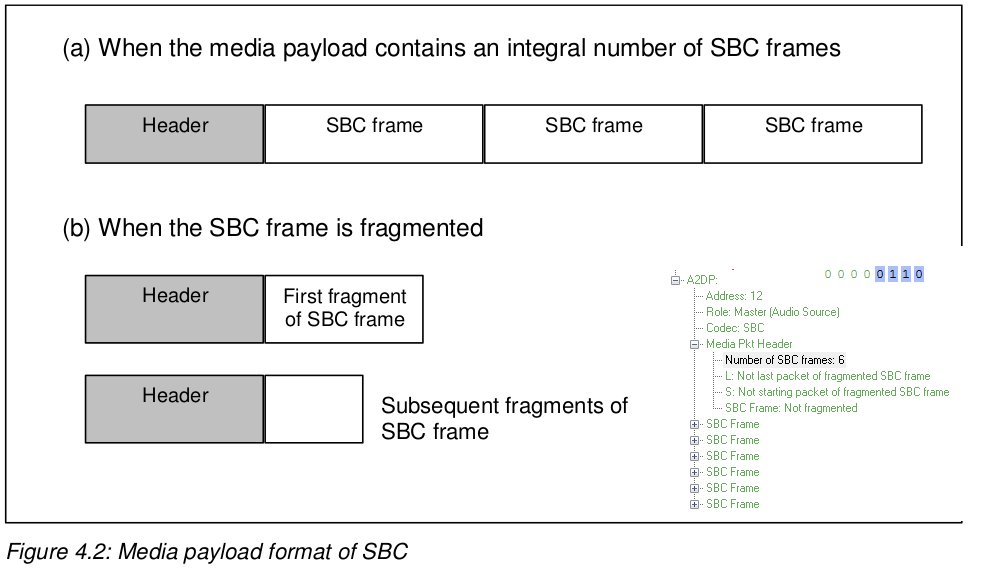 (a) When the media payload contains an integral number of SBC frames
Header SBC frame SBC frame SBC frame
(b) When the SBC frame is fragmented
Header First fragment
of SBC frame
Header
Subsequent fragments of
SBC frame
0 0 0 0 0 1 1 0
A2DP:
Address: 12
Role: Master (Audio Source)
Codec: SBC
Media Pkt Header
Number of SBC frames: 6
L: Not last packet of fragmented SBC frame
S: Not starting packet of fragmented SBC frame
SBC Frame: Not fragmented
SBC Frame
SBC Frame
SBC Frame
SBC Frame
SBC Frame
SBC Frame
Figure 4.2: Media payload format of SBC